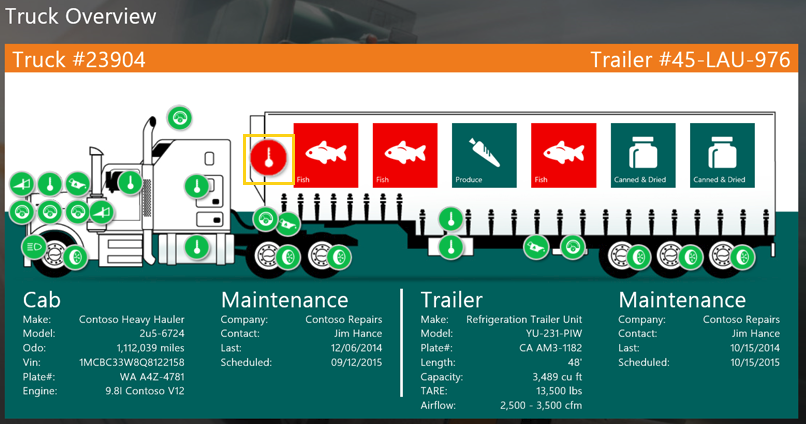 Truck Overview
Truck #23904
Trailer #45-LAU-976
Fish
Fish
Produce
Fish
Canned & Dried
Canned & Dried
Cab
Make: Contoso Heavy Hauler
Model: 2u5-6724
Odo: 1,112,039 miles
Vin: 1MCBC33W8Q8122158
Plate#: WA A4Z-4781
Engine: 9.8l Contoso V12
Maintenance
Company: Contoso Repairs
Contact: Jim Hance
Last: 12/06/2014
Scheduled: 09/12/2015
Trailer
Make: Refrigeration Trailer Unit
Model: YU-231-PIW
Plate#: CA AM3-1182
Length: 48'
Capacity: 3,489 cu ft
TARE: 13,500 lbs
Airflow: 2,500 - 3,500 cfm
Maintenance
Company: Contoso Repairs
Contact: Jim Hance
Last: 10/15/2014
Scheduled: 10/15/2015